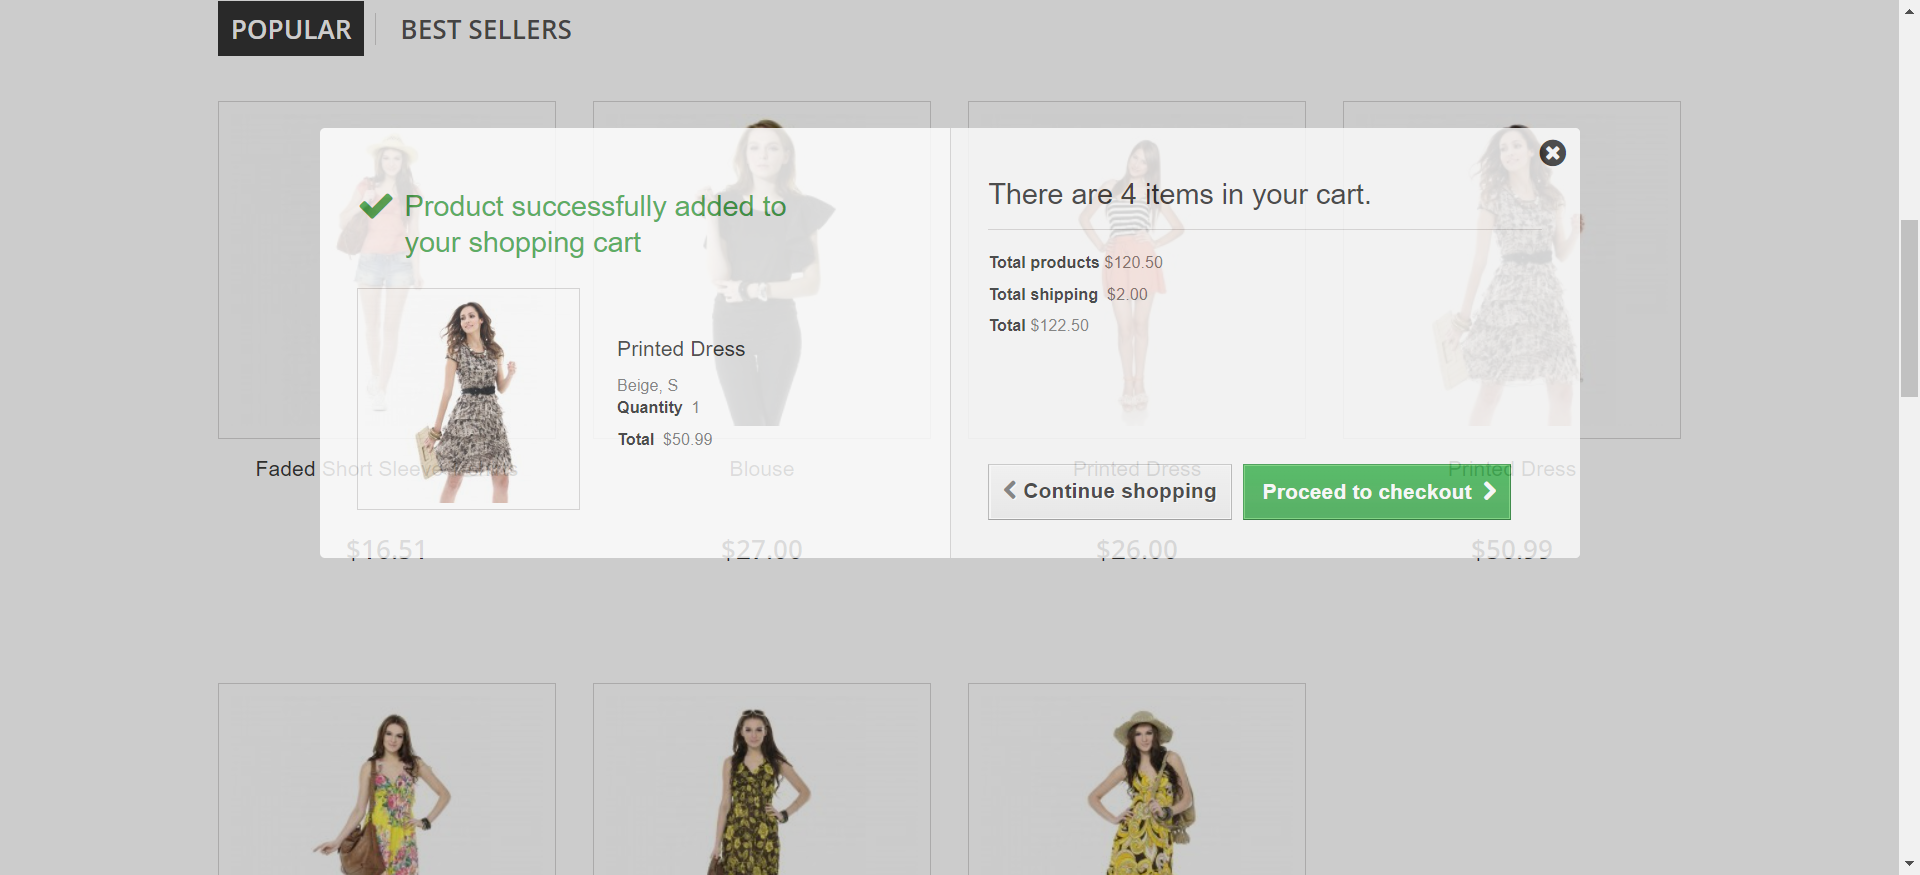 POPULAR
BEST SELLERS
Product successfully added to
your shopping cart
Printed Dress
Beige, S
Quantity 1
Total $50.99
There are 4 items in your cart.
Total products $120.50
Total shipping $2.00
Total $122.50
Continue shopping
Proceed to checkout
Faded Short Sleeve
Blouse
Printed Dress
Printed Dress
$16.51
$27.00
$26.00
$50.99